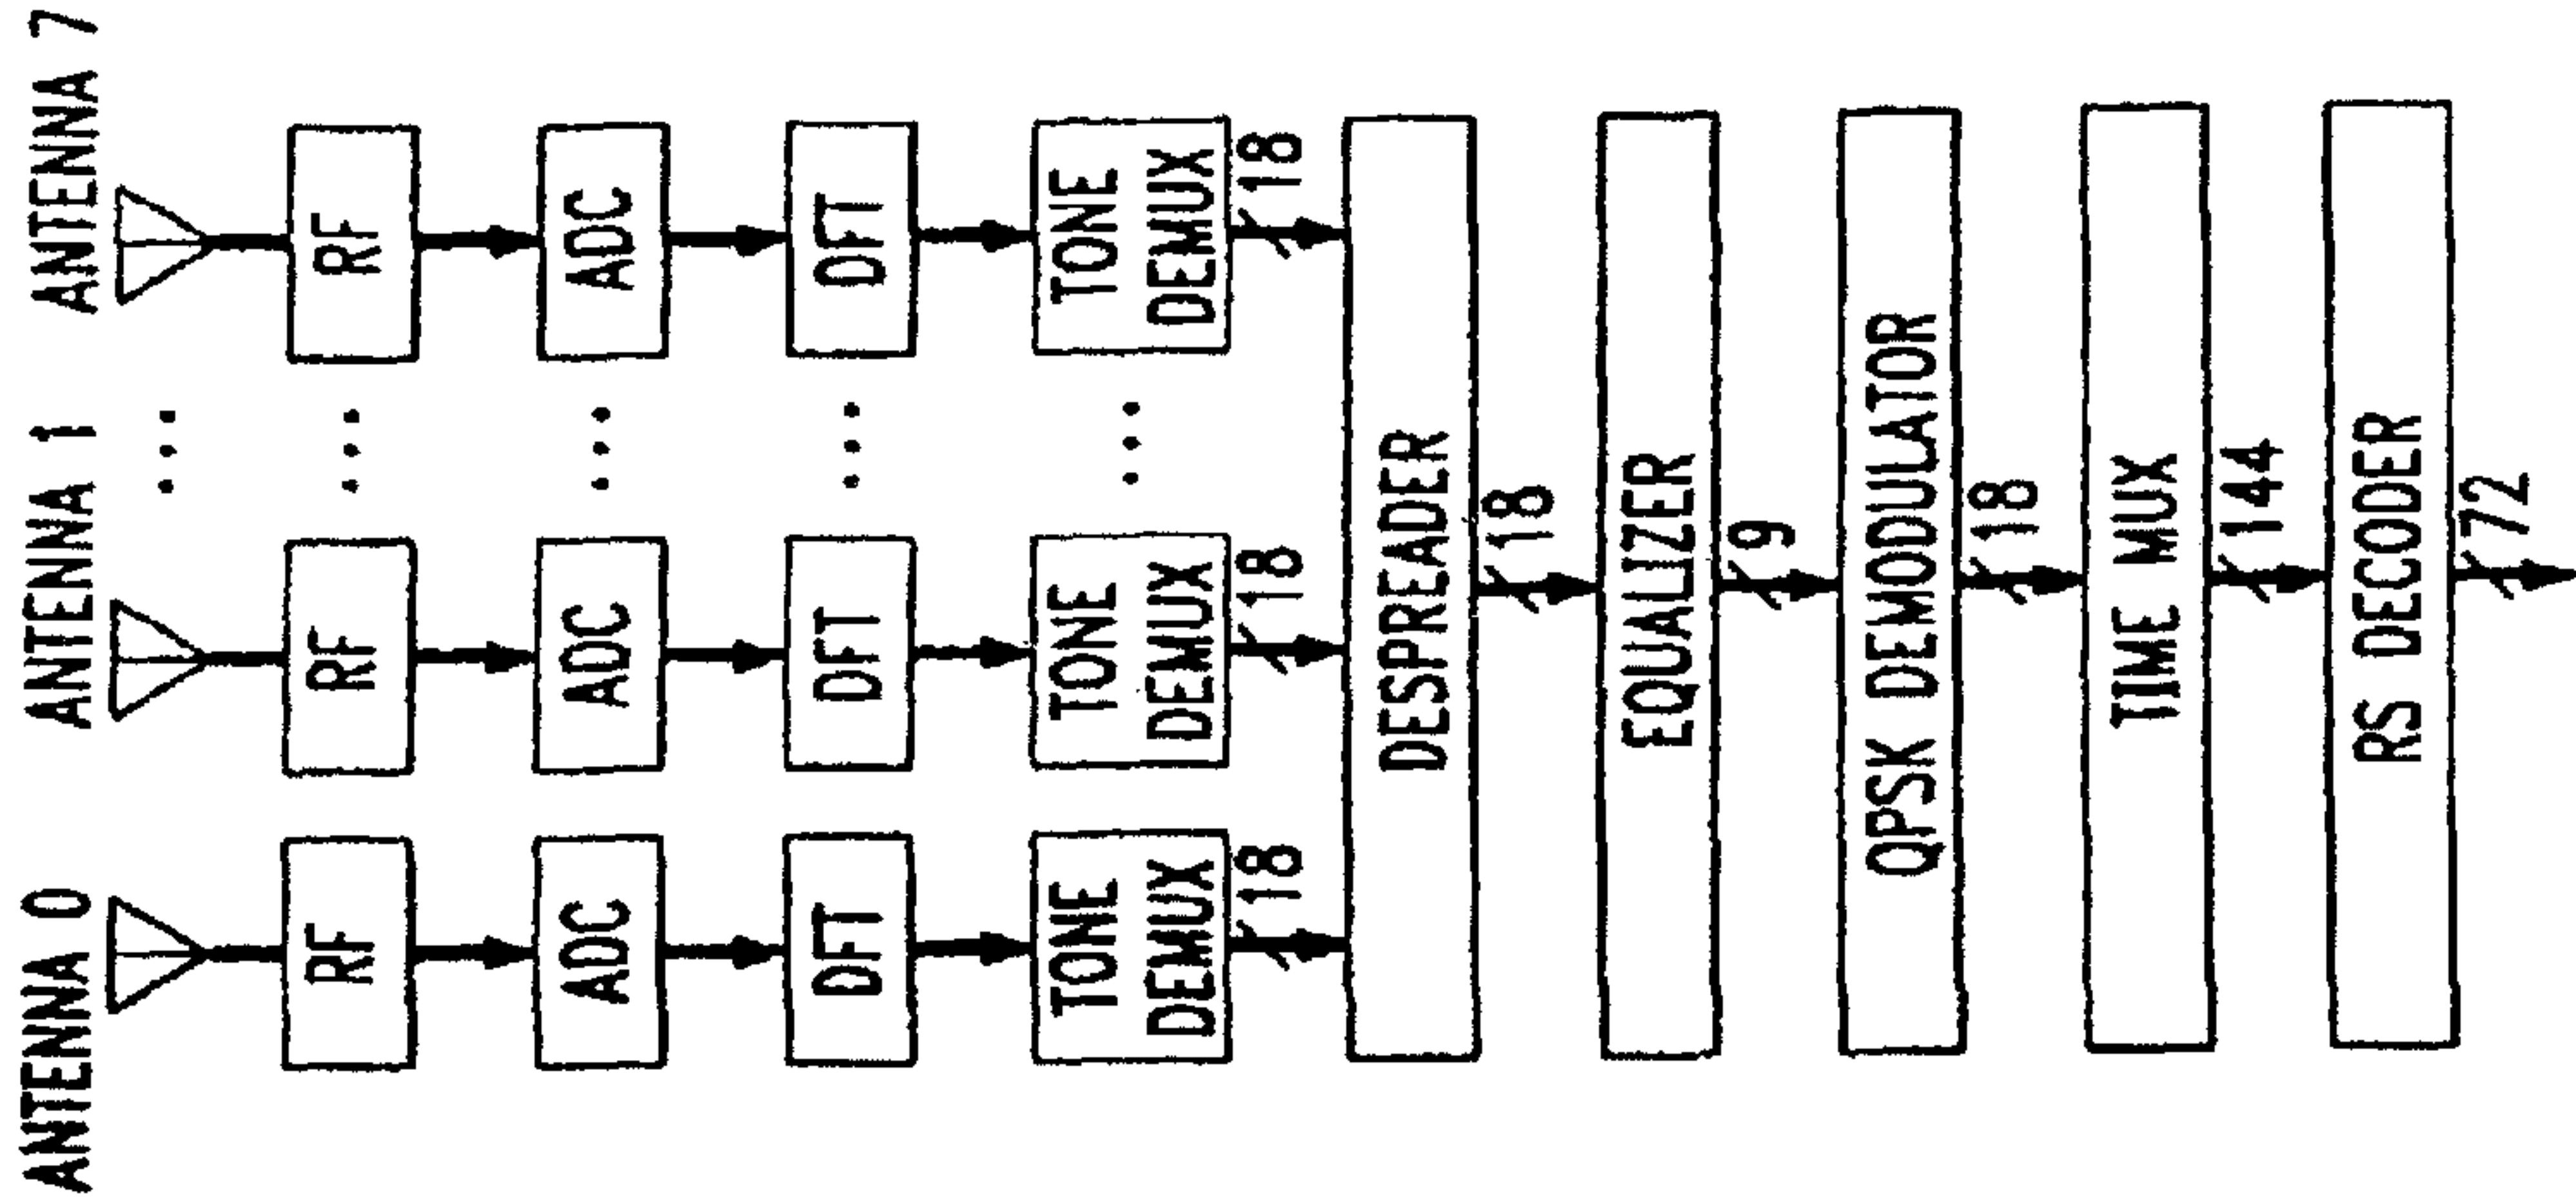 ANTENNA 0
ANTENNA 1
ANTENNA 7
...
RF
RF
...
RF
ADC
ADC
...
ADC
DFT
DFT
...
DFT
TONE
DEMUX
TONE
DEMUX
...
TONE
DEMUX
18
18
18
DESPREADER
18
EQUALIZER
9
QPSK DEMODULATOR
18
TIME MUX
144
RS DECODER
72